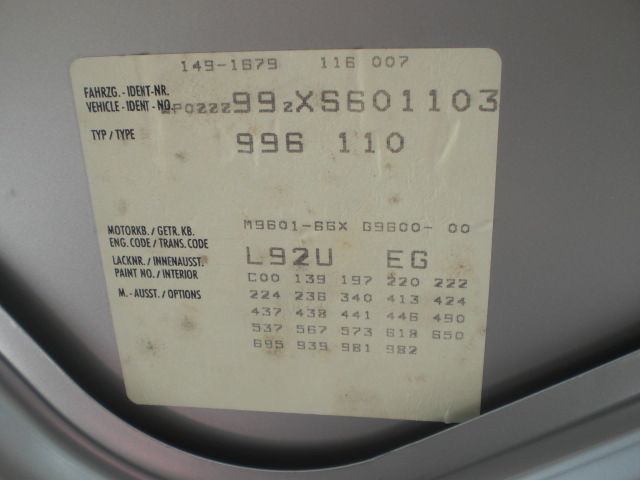 149-1679 116 007
FAHRZG. - IDENT-NR.
VEHICLE - IDENT - NO. WP0ZZZ99ZXS601103
TYP / TYPE 996 110
MOTORKB. / GETR. KB. M9601-66X G9600- 00
ENG. CODE / TRANS. CODE
LACKNR. / INNENAUSST. L92U EG
PAINT NO. / INTERIOR C00 139 197 220 222
M. - AUSST. / OPTIONS 224 236 340 413 424
437 438 441 446 490
537 567 573 618 650
695 939 981 982